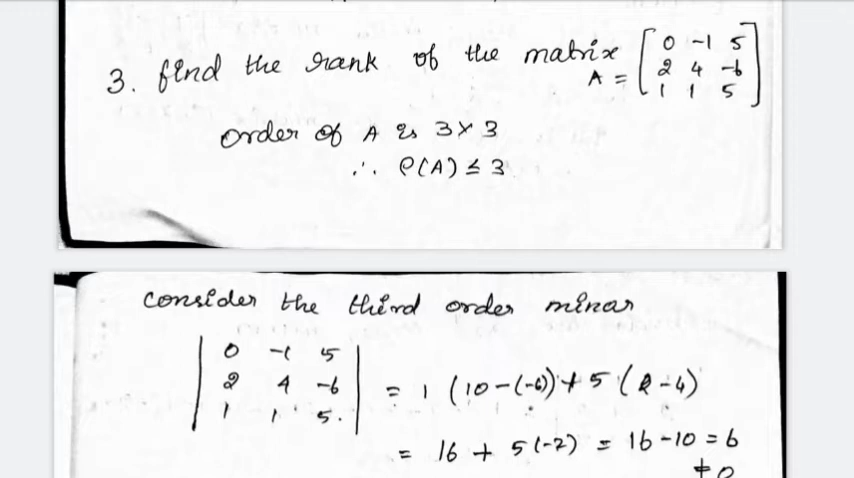 3. find the rank of the matrix A = [0 -1 5
2 4 -6
1 1 5]
order of A is 3 × 3
∴ ρ(A) ≤ 3
consider the third order minar
|0 -1 5|
|2 4 -6| = 1 (10-(-6)) + 5 (2-4)
|1 1 5.|
= 16 + 5(-2) = 16-10 = 6
≠ 0